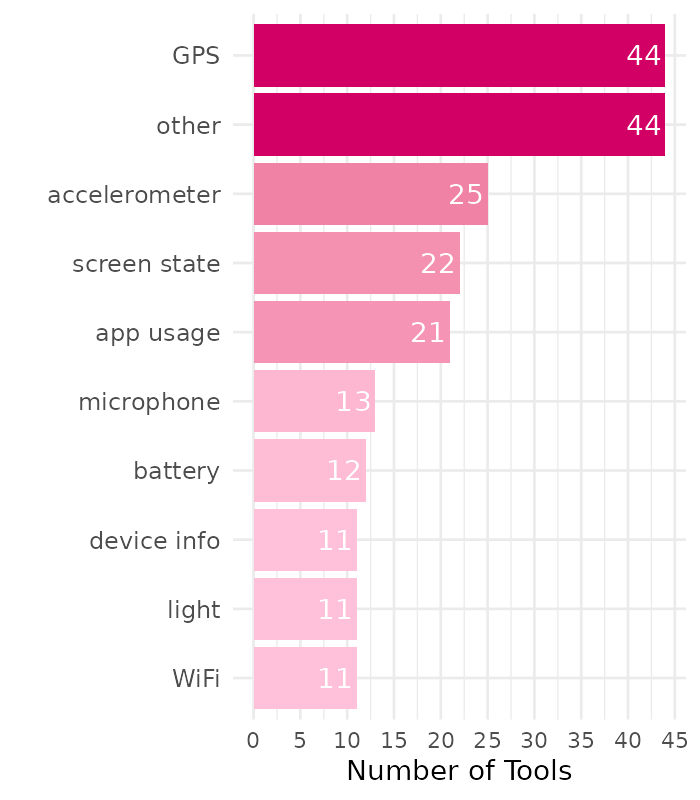 GPS 44
other 44
accelerometer 25
screen state 22
app usage 21
microphone 13
battery 12
device info 11
light 11
WiFi 11
0 5 10 15 20 25 30 35 40 45
Number of Tools